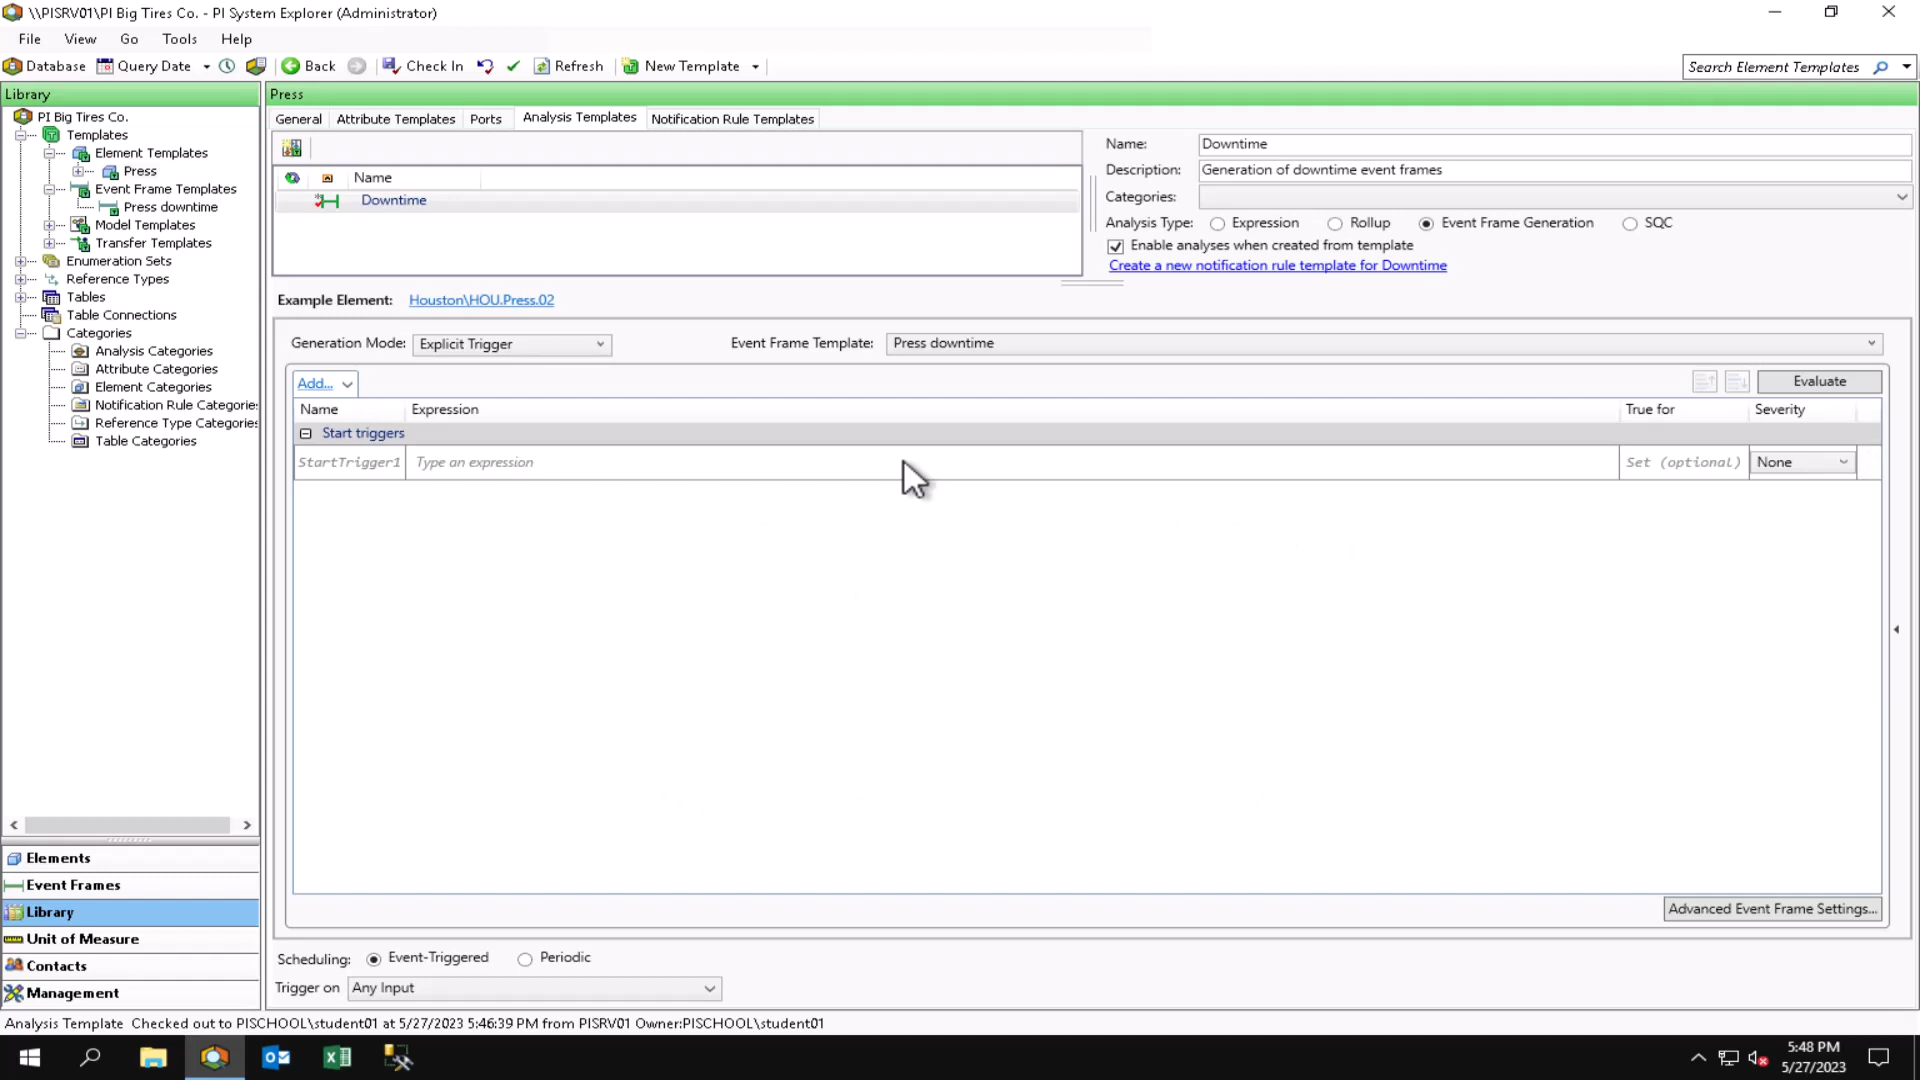 \\PISRV01\PI Big Tires Co. - PI System Explorer (Administrator)
File View Go Tools Help
Database Query Date Back Check In Refresh New Template Search Element Templates
Library
PI Big Tires Co.
Templates
Element Templates
Press
Event Frame Templates
Press downtime
Model Templates
Transfer Templates
Enumeration Sets
Reference Types
Tables
Table Connections
Categories
Analysis Categories
Attribute Categories
Element Categories
Notification Rule Categorie
Reference Type Categorie
Table Categories
Elements
Event Frames
Library
Unit of Measure
Contacts
Management
Press
General Attribute Templates Ports Analysis Templates Notification Rule Templates
Name
Downtime
Name: Downtime
Description: Generation of downtime event frames
Categories:
Analysis Type: Expression Rollup Event Frame Generation SQC
Enable analyses when created from template
Create a new notification rule template for Downtime
Example Element: Houston\HOU.Press.02
Generation Mode: Explicit Trigger Event Frame Template: Press downtime
Add... Evaluate
Name Expression True for Severity
Start triggers
StartTrigger1 Type an expression Set (optional) None
Advanced Event Frame Settings...
Scheduling: Event-Triggered Periodic
Trigger on Any Input
Analysis Template Checked out to PISCHOOL\student01 at 5/27/2023 5:46:39 PM from PISRV01 Owner:PISCHOOL\student01
5:48 PM
5/27/2023